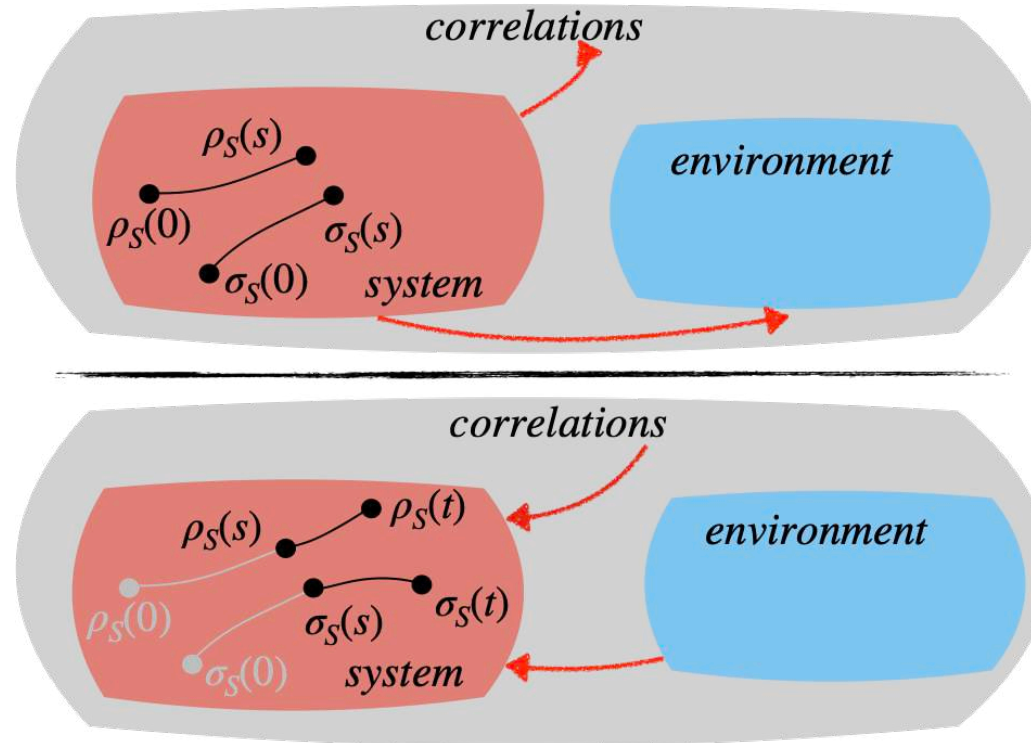 correlations
ρS(s)
environment
ρS(0)
σS(s)
σS(0)
system
correlations
ρS(t)
ρS(s)
environment
ρS(0)
σS(s)
σS(t)
σS(0)
system